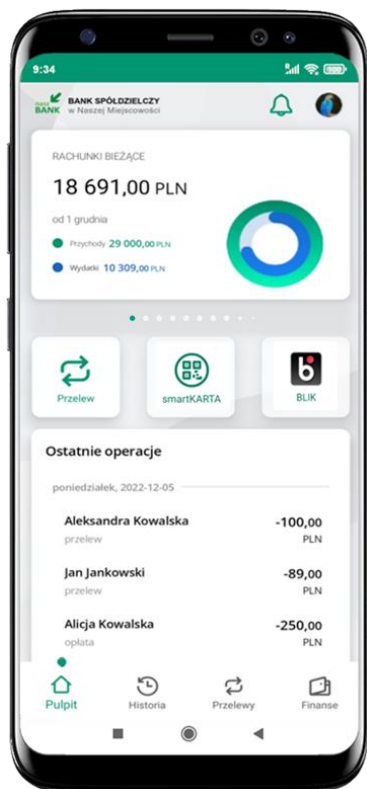 9:34
BANK
BANK SPÓŁDZIELCZY
w Naszej Miejscowości
RACHUNKI BIEŻĄCE
18 691,00 PLN
od 1 grudnia
Przychody 29 000,00 PLN
Wydatki 10 309,00 PLN
Przelew
smartKARTA
BLIK
Ostatnie operacje
poniedziałek, 2022-12-05
Aleksandra Kowalska -100,00
przelew PLN
Jan Jankowski -89,00
przelew PLN
Alicja Kowalska -250,00
opłata PLN
Pulpit Historia Przelewy Finanse